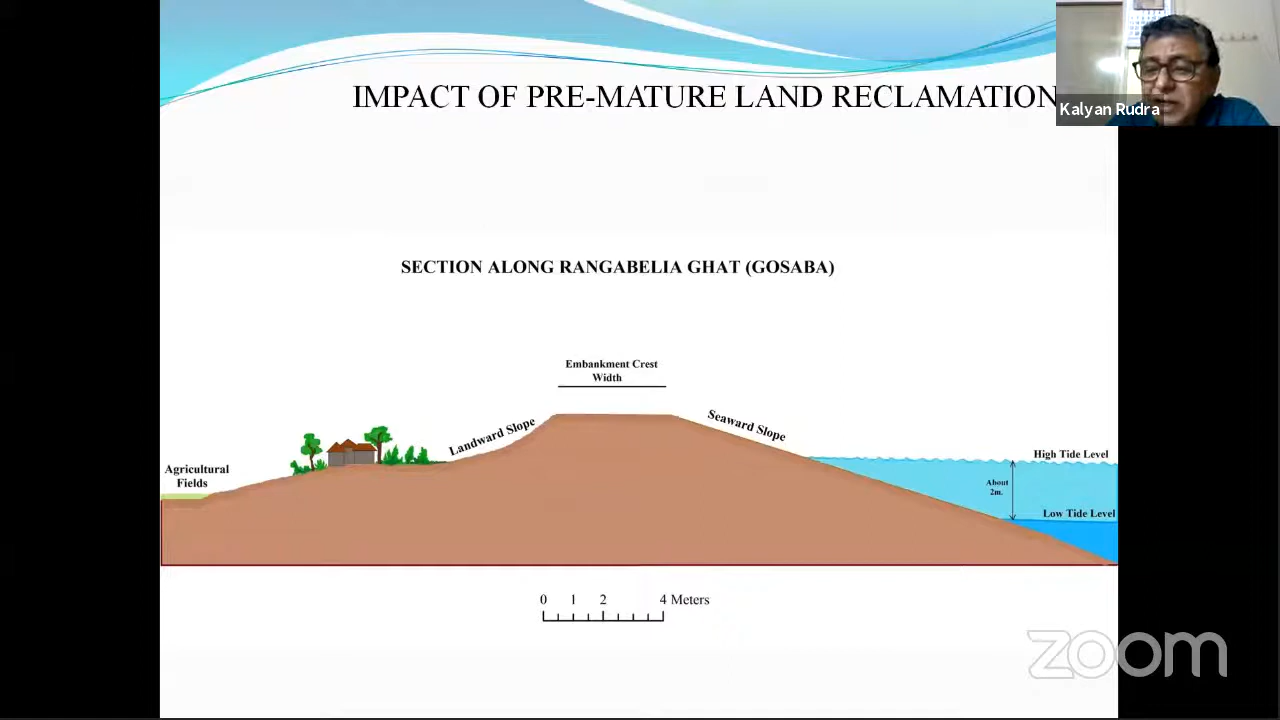 IMPACT OF PRE-MATURE LAND RECLAMATION
Kalyan Rudra
SECTION ALONG RANGABELIA GHAT (GOSABA)
Embankment Crest
Width
Landward Slope
Seaward Slope
Agricultural
Fields
High Tide Level
About
2m.
Low Tide Level
0 1 2 4 Meters
zoom